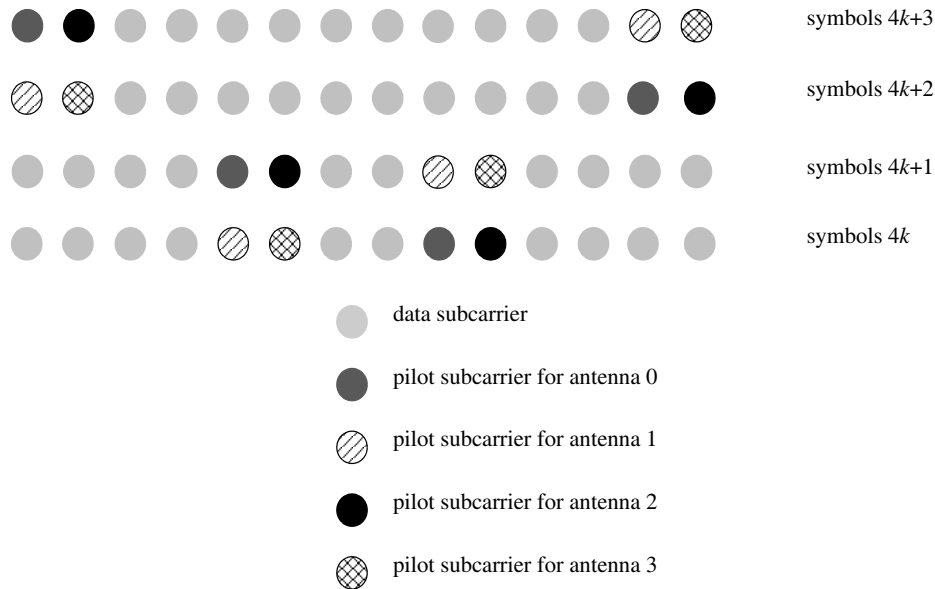 symbols 4k+3
symbols 4k+2
symbols 4k+1
symbols 4k
data subcarrier
pilot subcarrier for antenna 0
pilot subcarrier for antenna 1
pilot subcarrier for antenna 2
pilot subcarrier for antenna 3